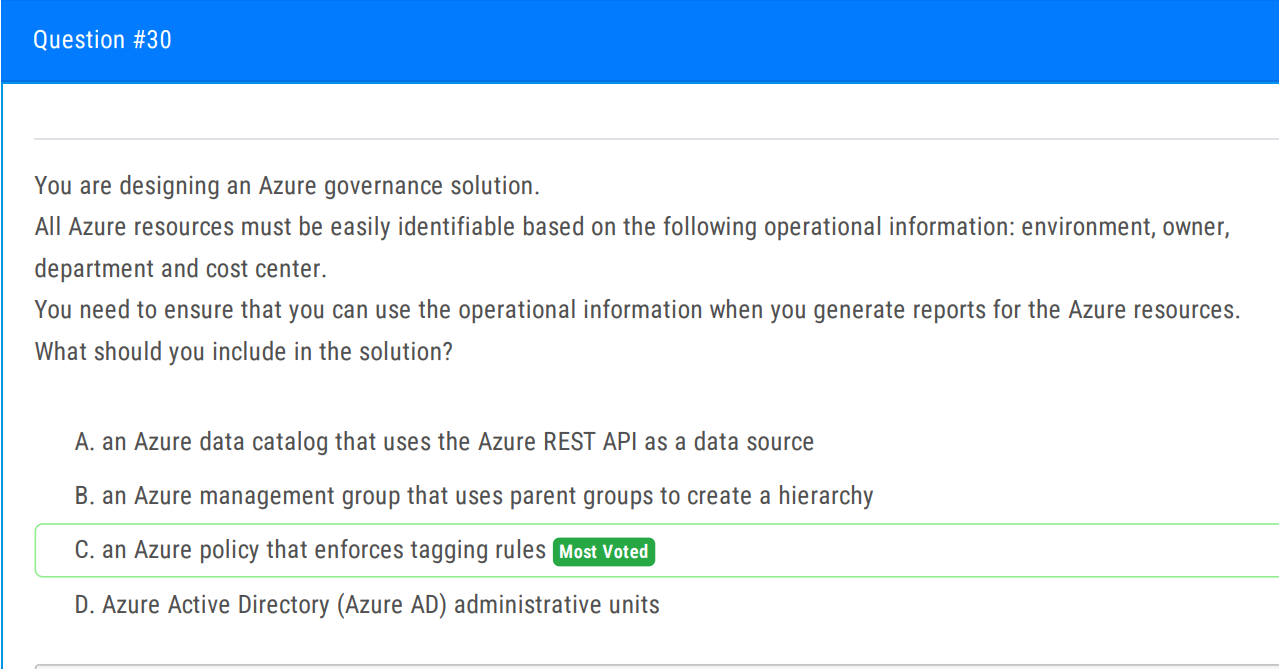 Question #30
You are designing an Azure governance solution.
All Azure resources must be easily identifiable based on the following operational information: environment, owner,
department and cost center.
You need to ensure that you can use the operational information when you generate reports for the Azure resources.
What should you include in the solution?
A. an Azure data catalog that uses the Azure REST API as a data source
B. an Azure management group that uses parent groups to create a hierarchy
C. an Azure policy that enforces tagging rules Most Voted
D. Azure Active Directory (Azure AD) administrative units